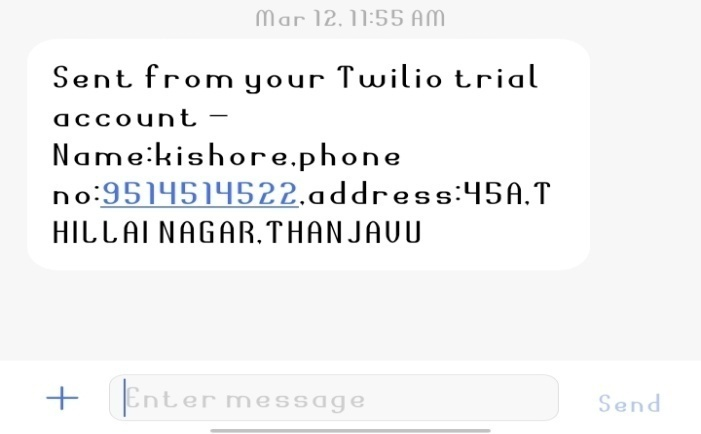 Mar 12, 11:55 AM
Sent from your Twilio trial
account –
Name:kishore,phone
no:9514514522,address:45A,T
HILLAI NAGAR,THANJAVU
Enter message
Send